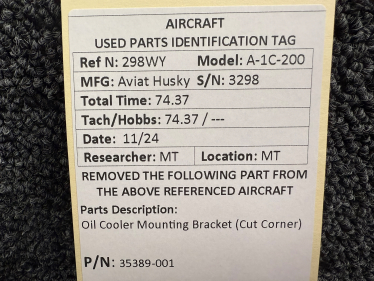 AIRCRAFT
USED PARTS IDENTIFICATION TAG
Ref N: 298WY Model: A-1C-200
MFG: Aviat Husky S/N: 3298
Total Time: 74.37
Tach/Hobbs: 74.37 / ---
Date: 11/24
Researcher: MT Location: MT
REMOVED THE FOLLOWING PART FROM
THE ABOVE REFERENCED AIRCRAFT
Parts Description:
Oil Cooler Mounting Bracket (Cut Corner)
P/N: 35389-001